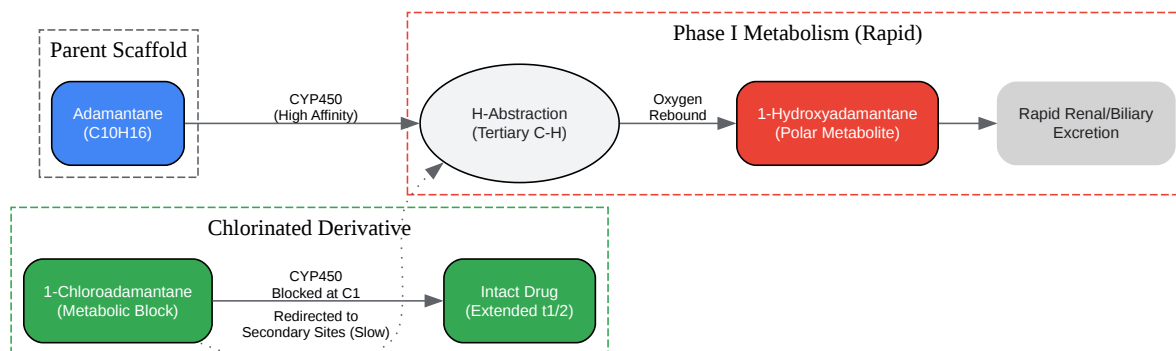 Parent Scaffold
Adamantane
(C10H16)
CYP450
(High Affinity)
Phase I Metabolism (Rapid)
H-Abstraction
(Tertiary C-H)
Oxygen
Rebound
1-Hydroxyadamantane
(Polar Metabolite)
Rapid Renal/Biliary
Excretion
Chlorinated Derivative
1-Chloroadamantane
(Metabolic Block)
CYP450
Blocked at C1
Redirected to
Secondary Sites (Slow)
Intact Drug
(Extended t1/2)